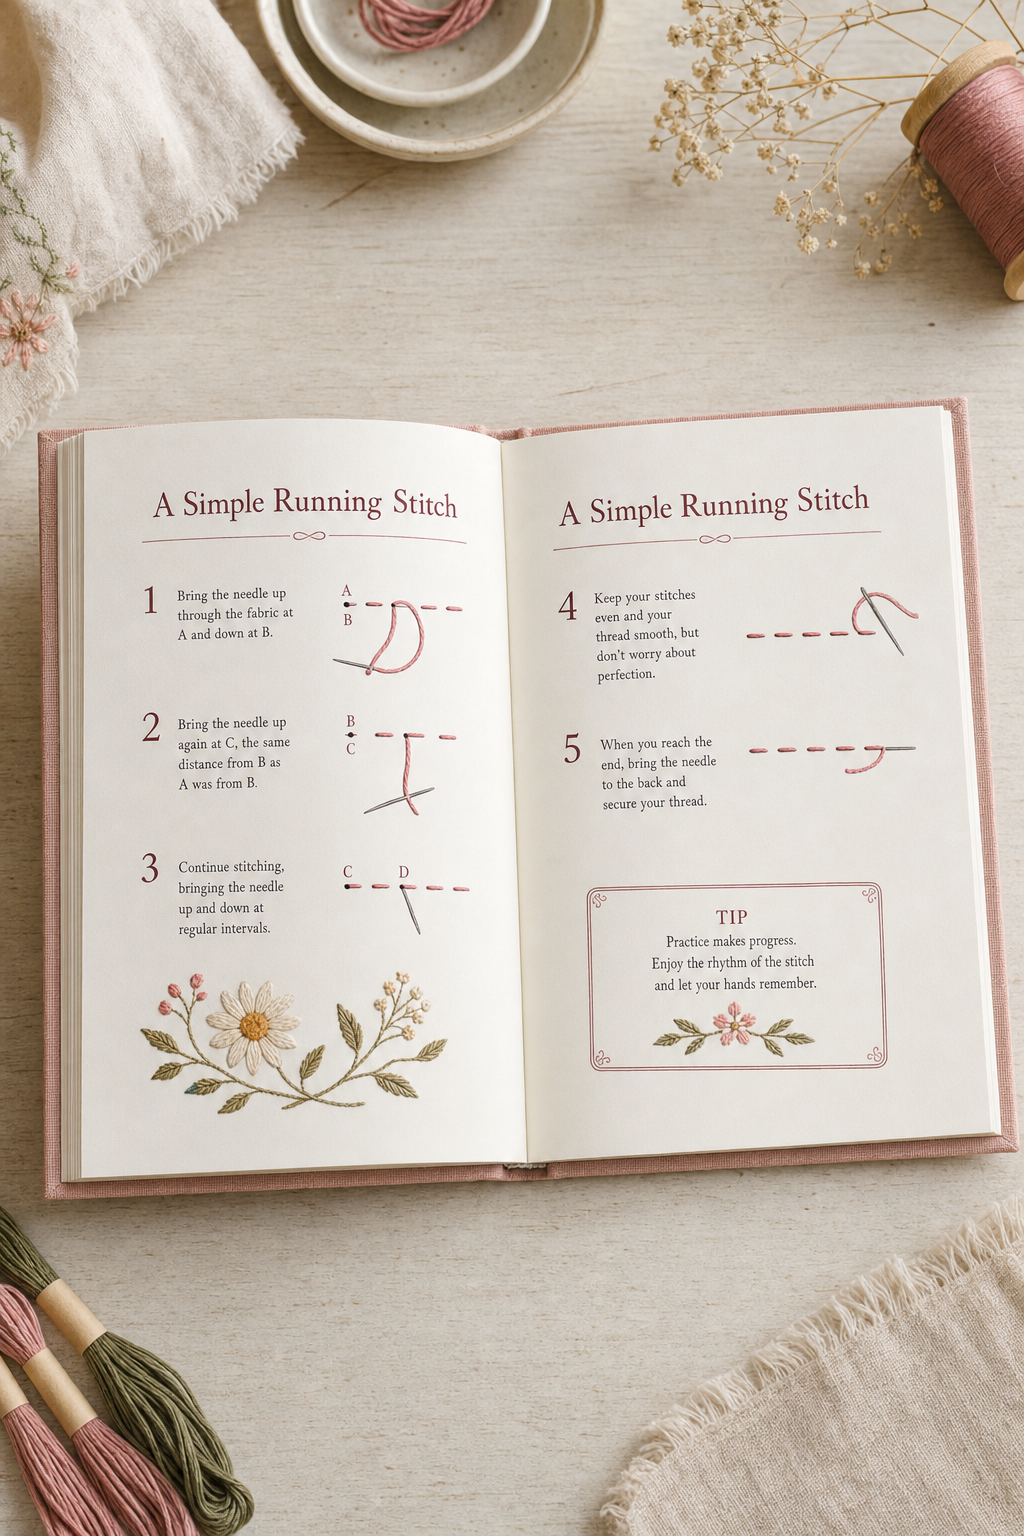 A Simple Running Stitch
1
Bring the needle up
through the fabric at
A and down at B.
A
B
2
Bring the needle up
again at C, the same
distance from B as
A was from B.
B
C
3
Continue stitching,
bringing the needle
up and down at
regular intervals.
C D
A Simple Running Stitch
4
Keep your stitches
even and your
thread smooth, but
don't worry about
perfection.
5
When you reach the
end, bring the needle
to the back and
secure your thread.
TIP
Practice makes progress.
Enjoy the rhythm of the stitch
and let your hands remember.